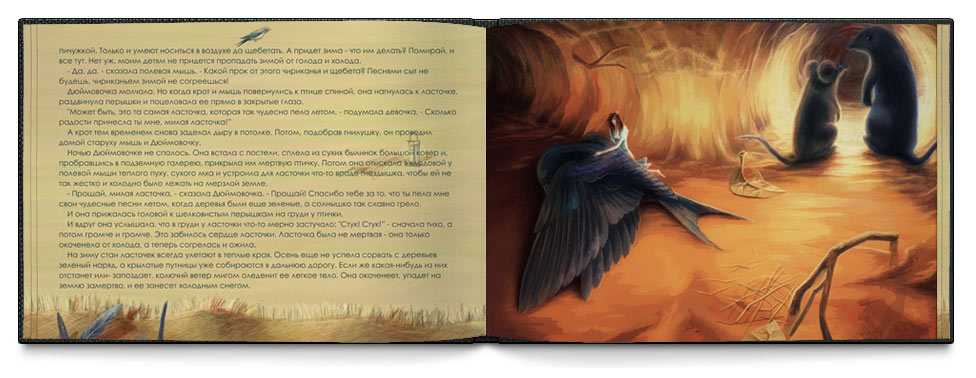 пичужкой. Только и умеют носиться в воздухе да щебетать. А придет зима - что им делать? Помирай, и
все тут. Нет уж, моим детям не придется пропадать зимой от голода и холода.
- Да, да, - сказала полевая мышь. - Какой прок от этого чириканья и щебета? Песнями сыт не
будешь, чириканьем зимой не согреешься!
Дюймовочка молчала. Но когда крот и мышь повернулись к птице спиной, она нагнулась к ласточке,
раздвинула перышки и поцеловала ее прямо в закрытые глаза.
"Может быть, это та самая ласточка, которая так чудесно пела летом, - подумала девочка. - Сколько
радости принесла ты мне, милая ласточка!"
А крот тем временем снова заделал дыру в потолке. Потом, подобрав гнилушку, он проводил
домой старуху мышь и Дюймовочку.
Ночью Дюймовочке не спалось. Она встала с постели, сплела из сухих былинок большой ковер и,
пробравшись в подземную галерею, прикрыла им мертвую птичку. Потом она отыскала в кладовой у
полевой мыши теплого пуху, сухого мха и устроила для ласточки что-то вроде гнездышка, чтобы ей не
так жестко и холодно было лежать на мерзлой земле.
- Прощай, милая ласточка, - сказала Дюймовочка. - Прощай! Спасибо тебе за то, что ты пела мне
свои чудесные песни летом, когда деревья были еще зеленые, а солнышко так славно грело.
И она прижалась головой к шелковистым перышкам на груди у птички.
И вдруг она услышала, что в груди у ласточки что-то мерно застучало: "Стук! Стук!" - сначала тихо, а
потом громче и громче. Это забилось сердце ласточки. Ласточка была не мертвая - она только
окоченела от холода, а теперь согрелась и ожила.
На зиму стаи ласточек всегда улетают в теплые края. Осень еще не успела сорвать с деревьев
зеленый наряд, а крылатые путницы уже собираются в дальнюю дорогу. Если же какая-нибудь из них
отстанет или- запоздает, колючий ветер мигом оледенит ее легкое тело. Она окоченеет, упадет на
землю замертво, и ее занесет холодным снегом.